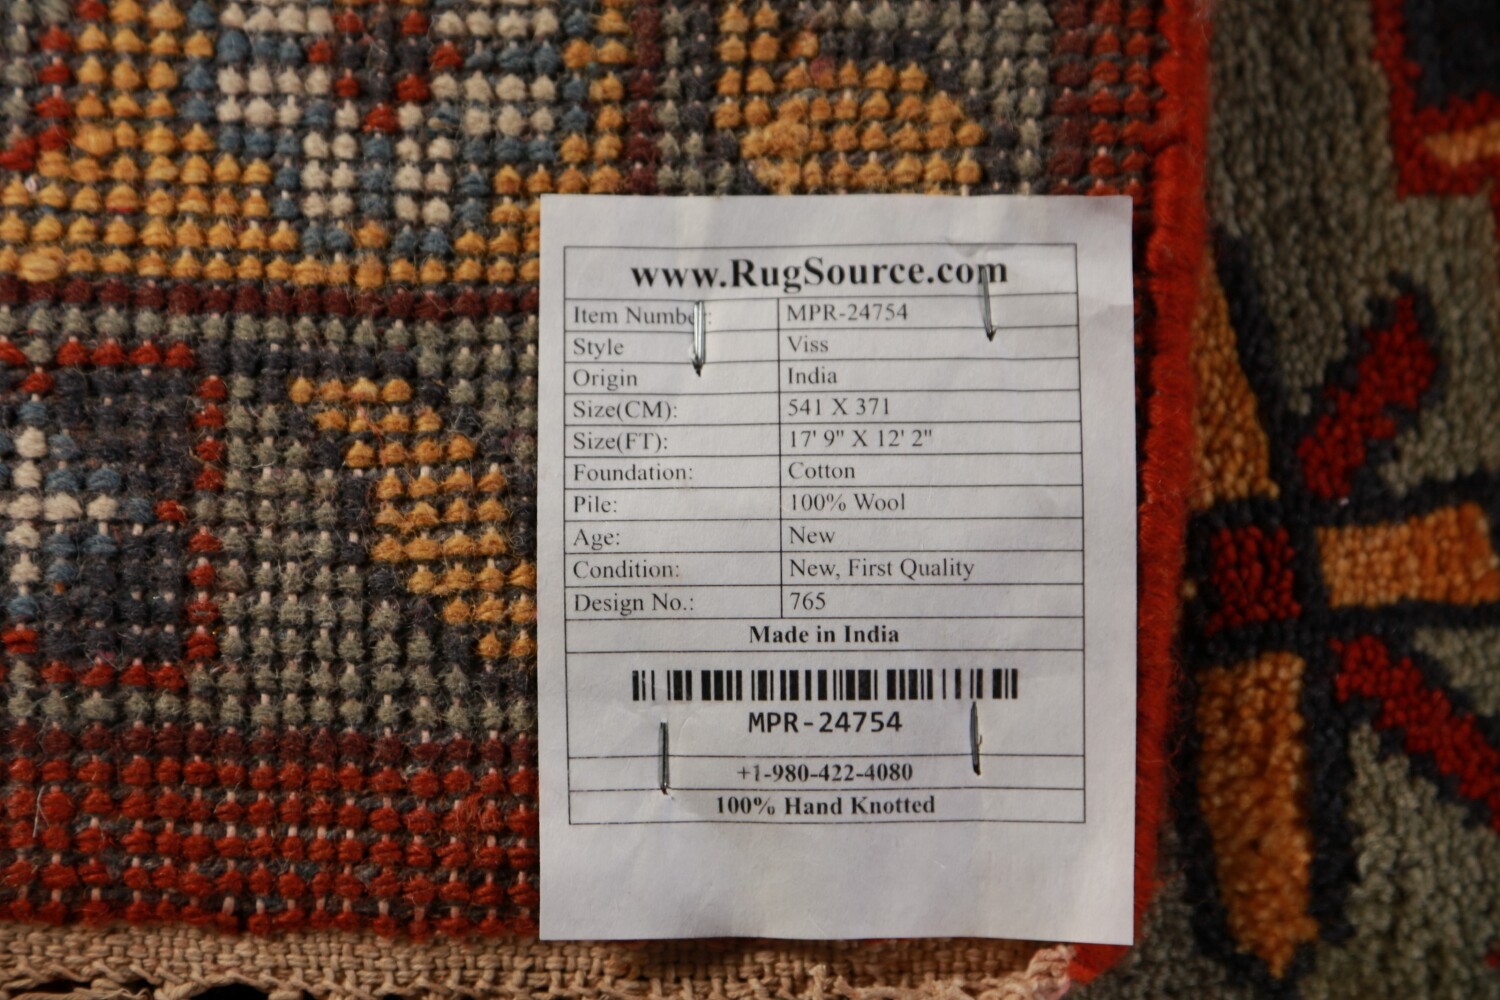 www.RugSource.com
Item Number: MPR-24754
Style Viss
Origin India
Size(CM): 541 X 371
Size(FT): 17' 9" X 12' 2"
Foundation: Cotton
Pile: 100% Wool
Age: New
Condition: New, First Quality
Design No.: 765
Made in India
MPR-24754
+1-980-422-4080
100% Hand Knotted